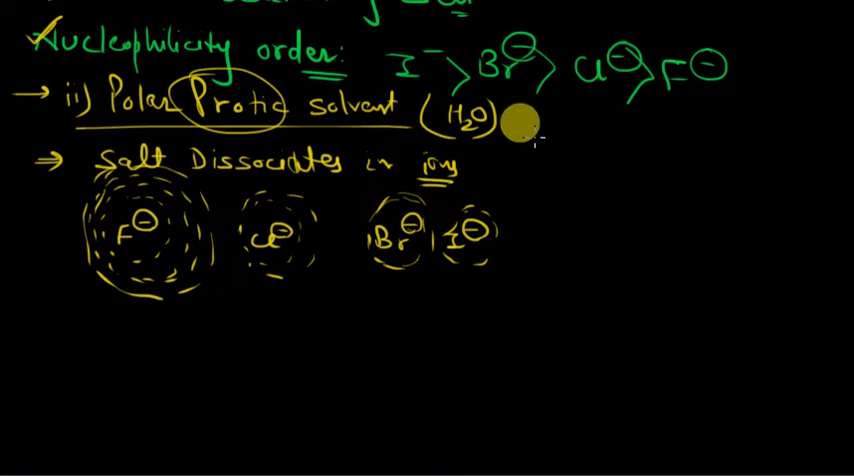 Nucleophilicity order: I⁻ > Br⁻ > Cl⁻ > F⁻
→ ii) Polar Protic solvent (H₂O)
⇒ Salt Dissociates in ions
F⁻ Cl⁻ Br⁻ I⁻